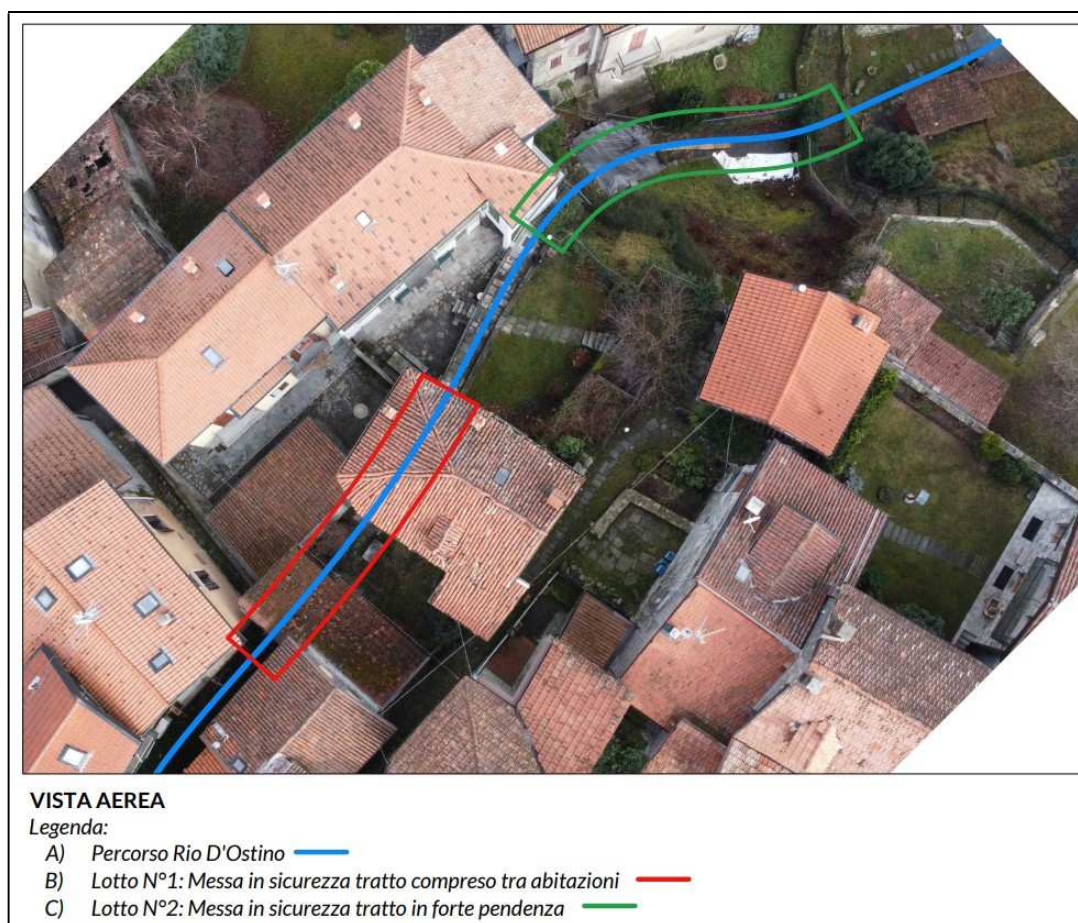 VISTA AEREA
Legenda:
A) Percorso Rio D'Ostino
B) Lotto N°1: Messa in sicurezza tratto compreso tra abitazioni
C) Lotto N°2: Messa in sicurezza tratto in forte pendenza